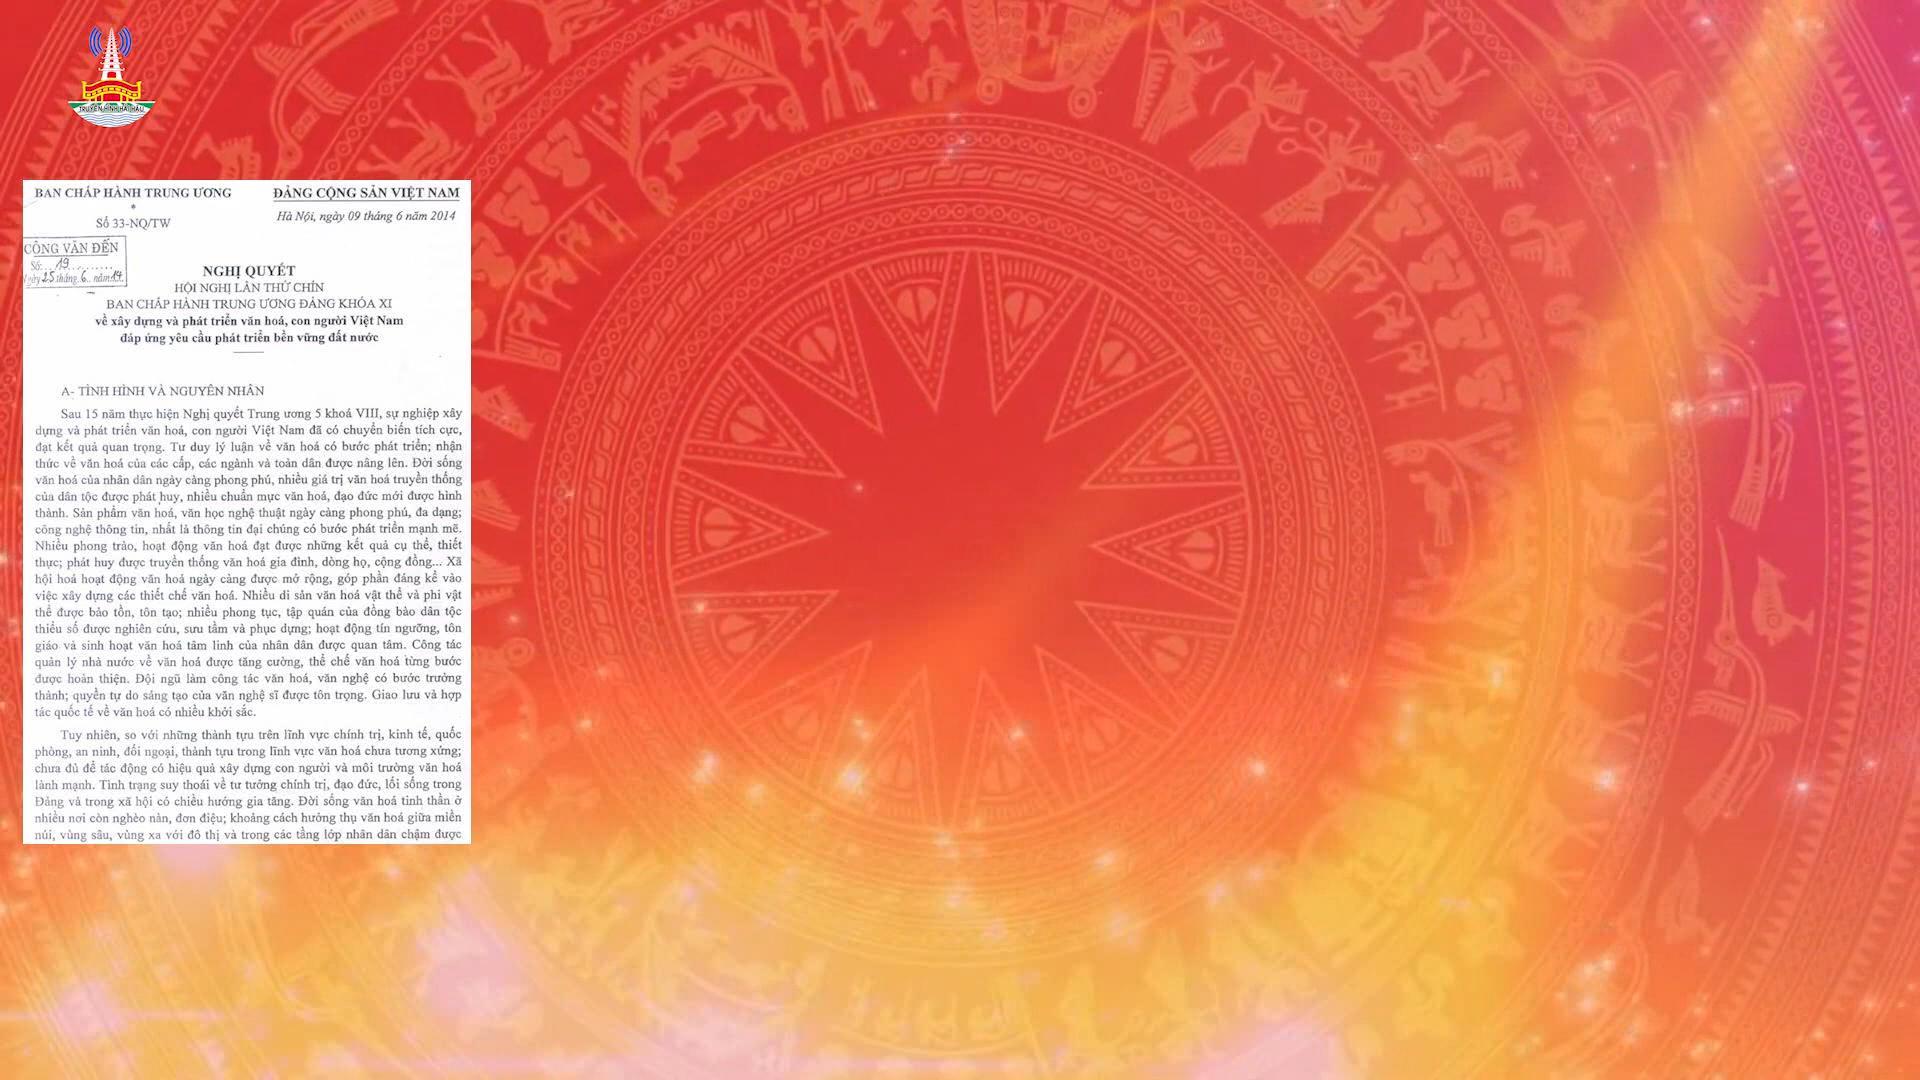 TRUYỀN HÌNH HẢI HẬU
BAN CHẤP HÀNH TRUNG ƯƠNG
*
Số 33-NQ/TW
ĐẢNG CỘNG SẢN VIỆT NAM
Hà Nội, ngày 09 tháng 6 năm 2014
CÔNG VĂN ĐẾN
Số:...19..........
Ngày 25 tháng..6.. năm 14.
NGHỊ QUYẾT
HỘI NGHỊ LẦN THỨ CHÍN
BAN CHẤP HÀNH TRUNG ƯƠNG ĐẢNG KHÓA XI
về xây dựng và phát triển văn hoá, con người Việt Nam
đáp ứng yêu cầu phát triển bền vững đất nước
A- TÌNH HÌNH VÀ NGUYÊN NHÂN
Sau 15 năm thực hiện Nghị quyết Trung ương 5 khoá VIII, sự nghiệp xây
dựng và phát triển văn hoá, con người Việt Nam đã có chuyển biến tích cực,
đạt kết quả quan trọng. Tư duy lý luận về văn hoá có bước phát triển; nhận
thức về văn hoá của các cấp, các ngành và toàn dân được nâng lên. Đời sống
văn hoá của nhân dân ngày càng phong phú, nhiều giá trị văn hoá truyền thống
của dân tộc được phát huy, nhiều chuẩn mực văn hoá, đạo đức mới được hình
thành. Sản phẩm văn hoá, văn học nghệ thuật ngày càng phong phú, đa dạng;
công nghệ thông tin, nhất là thông tin đại chúng có bước phát triển mạnh mẽ.
Nhiều phong trào, hoạt động văn hoá đạt được những kết quả cụ thể, thiết
thực; phát huy được truyền thống văn hoá gia đình, dòng họ, cộng đồng... Xã
hội hoá hoạt động văn hoá ngày càng được mở rộng, góp phần đáng kể vào
việc xây dựng các thiết chế văn hoá. Nhiều di sản văn hoá vật thể và phi vật
thể được bảo tồn, tôn tạo; nhiều phong tục, tập quán của đồng bào dân tộc
thiểu số được nghiên cứu, sưu tầm và phục dựng; hoạt động tín ngưỡng, tôn
giáo và sinh hoạt văn hoá tâm linh của nhân dân được quan tâm. Công tác
quản lý nhà nước về văn hoá được tăng cường, thể chế văn hoá từng bước
được hoàn thiện. Đội ngũ làm công tác văn hoá, văn nghệ có bước trưởng
thành; quyền tự do sáng tạo của văn nghệ sĩ được tôn trọng. Giao lưu và hợp
tác quốc tế về văn hoá có nhiều khởi sắc.
Tuy nhiên, so với những thành tựu trên lĩnh vực chính trị, kinh tế, quốc
phòng, an ninh, đối ngoại, thành tựu trong lĩnh vực văn hoá chưa tương xứng;
chưa đủ để tác động có hiệu quả xây dựng con người và môi trường văn hoá
lành mạnh. Tình trạng suy thoái về tư tưởng chính trị, đạo đức, lối sống trong
Đảng và trong xã hội có chiều hướng gia tăng. Đời sống văn hoá tinh thần ở
nhiều nơi còn nghèo nàn, đơn điệu; khoảng cách hưởng thụ văn hoá giữa miền
núi, vùng sâu, vùng xa với đô thị và trong các tầng lớp nhân dân chậm được